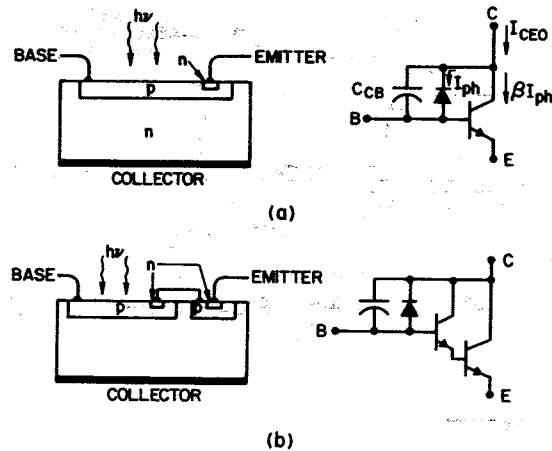 hν
BASE
n
EMITTER
p
n
COLLECTOR
C
I_CEO
C_CB
I_ph
βI_ph
B
E
(a)
hν
BASE
n
EMITTER
p
p
COLLECTOR
C
B
E
(b)